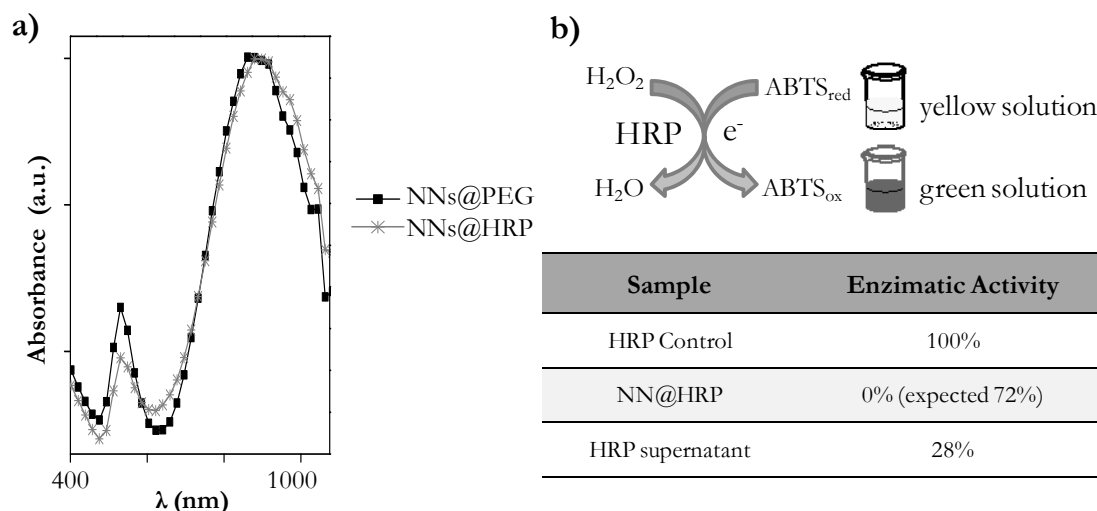 a)
Absorbance (a.u.)
400
1000
λ (nm)
NNs@PEG
NNs@HRP
b)
H₂O₂
ABTSred
yellow solution
HRP
e⁻
H₂O
ABTSox
green solution
Sample Enzimatic Activity
HRP Control 100%
NN@HRP 0% (expected 72%)
HRP supernatant 28%